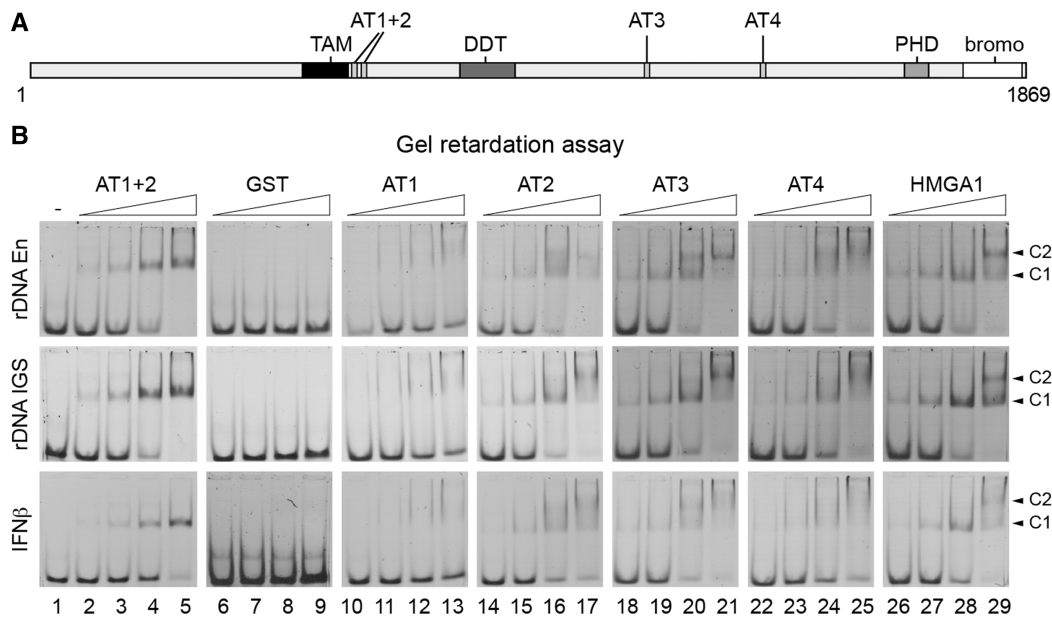 A
AT1+2 AT3 AT4
TAM DDT PHD bromo
1 1869
B
Gel retardation assay
- AT1+2 GST AT1 AT2 AT3 AT4 HMGA1
rDNA En
C2
C1
rDNA IGS
C2
C1
IFNβ
C2
C1
1 2 3 4 5 6 7 8 9 10 11 12 13 14 15 16 17 18 19 20 21 22 23 24 25 26 27 28 29